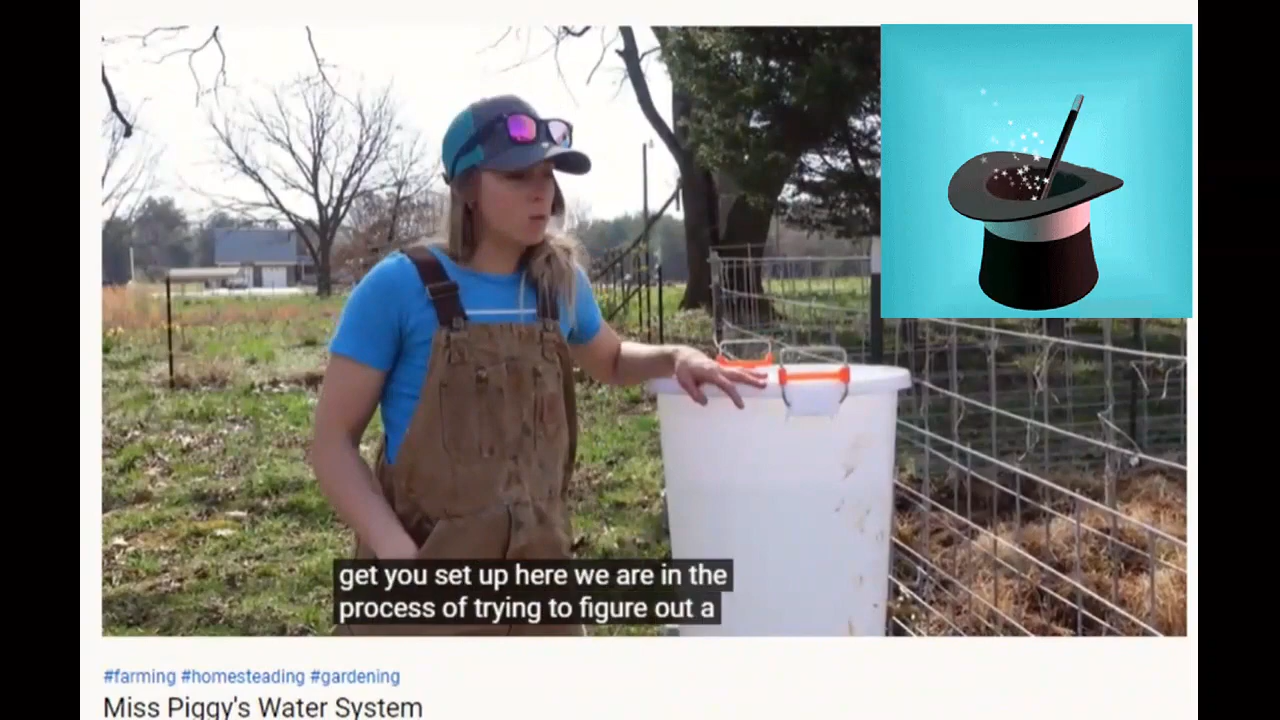 get you set up here we are in the
process of trying to figure out a
#farming #homesteading #gardening
Miss Piggy's Water System